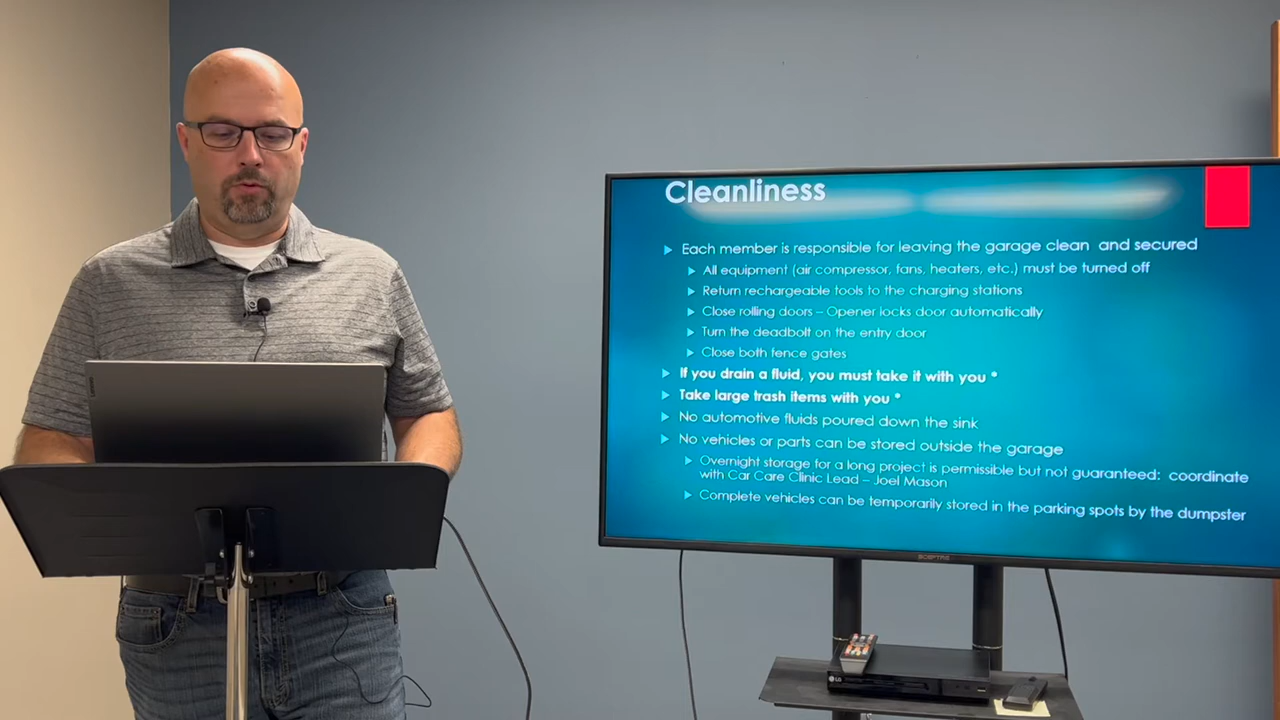 Cleanliness
Each member is responsible for leaving the garage clean and secured
All equipment (air compressor, fans, heaters, etc.) must be turned off
Return rechargeable tools to the charging stations
Close rolling doors – Opener locks door automatically
Turn the deadbolt on the entry door
Close both fence gates
If you drain a fluid, you must take it with you *
Take large trash items with you *
No automotive fluids poured down the sink
No vehicles or parts can be stored outside the garage
Overnight storage for a long project is permissible but not guaranteed: coordinate
with Car Care Clinic Lead – Joel Mason
Complete vehicles can be temporarily stored in the parking spots by the dumpster
SCEPTRE
LG